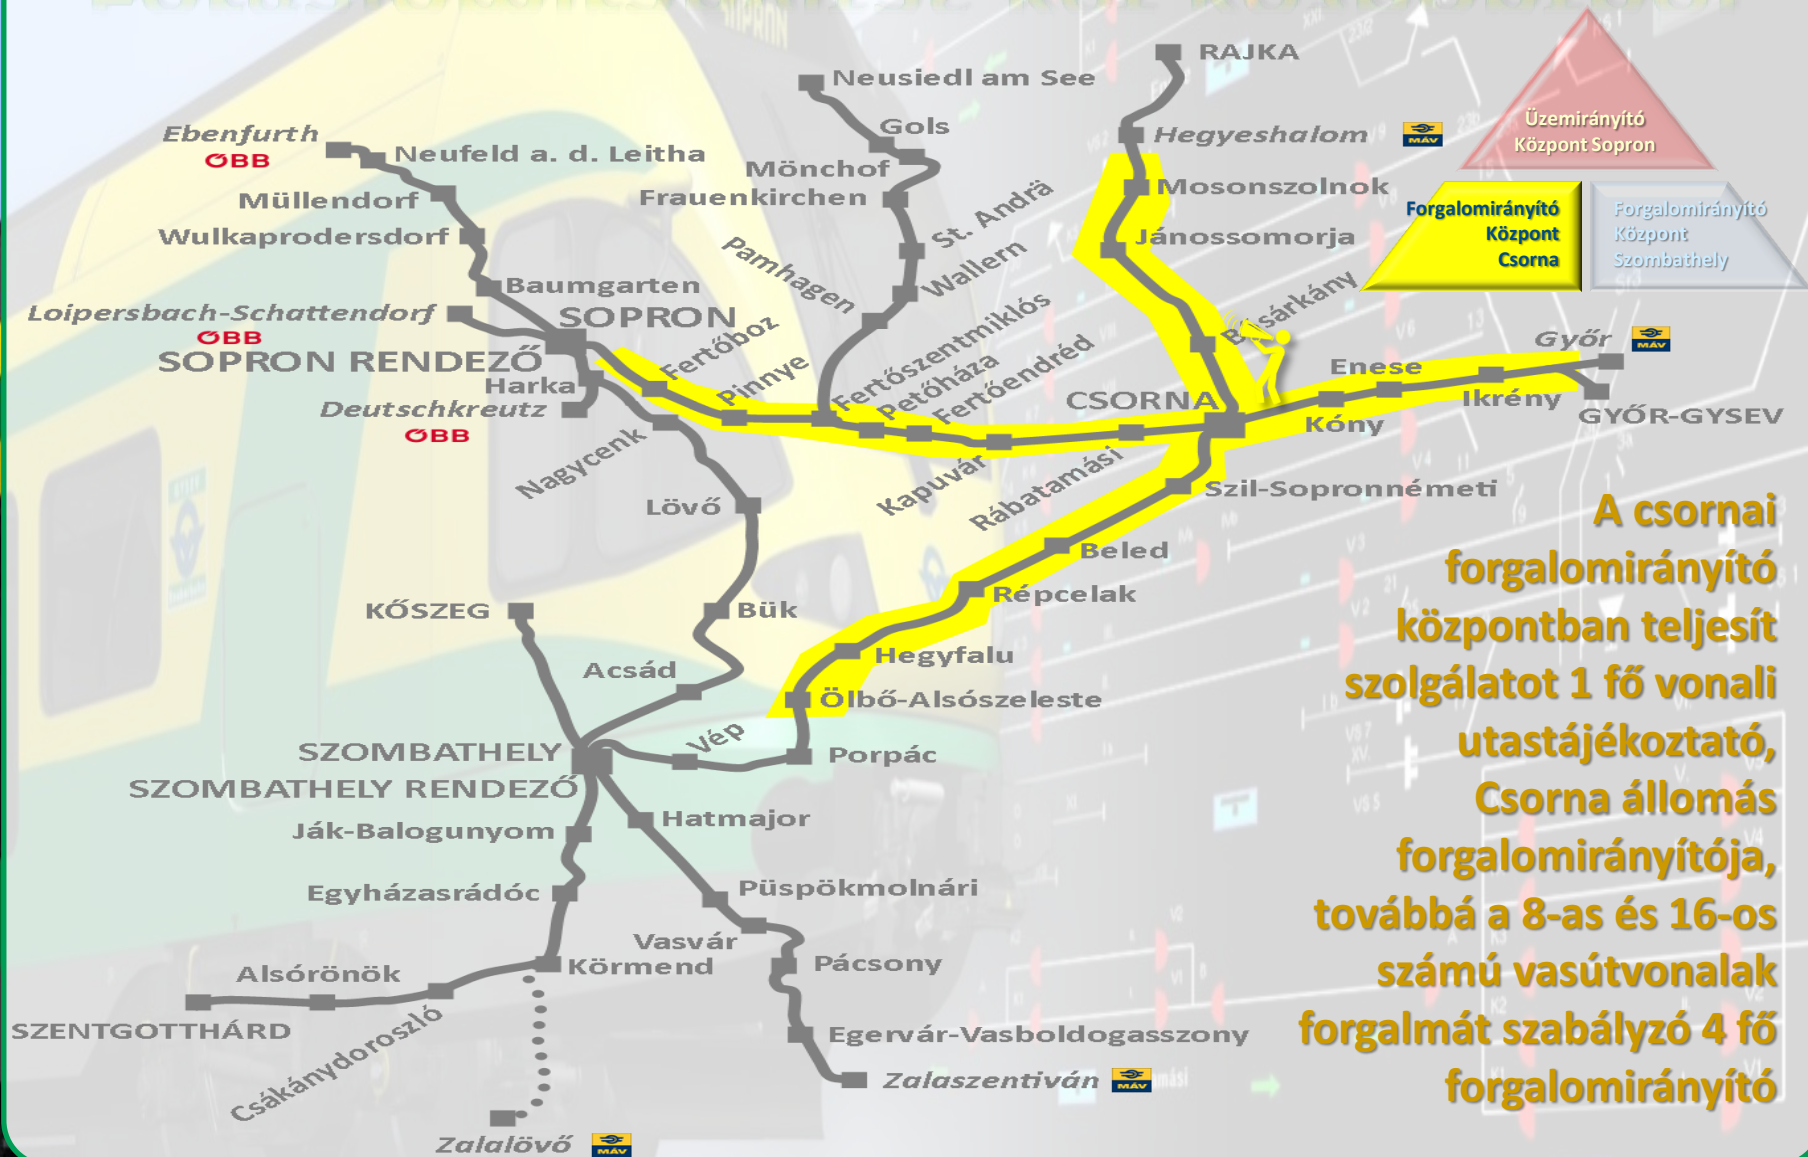 RAJKA
Neusiedl am See
Üzemirányító
Központ Sopron
Ebenfurth
ÖBB
Neufeld a. d. Leitha
Gols
Hegyeshalom
MÁV
Mönchof
Mosonszolnok
Müllendorf
Frauenkirchen
St. Andrä
Forgalomirányító
Központ
Csorna
Forgalomirányító
Központ
Szombathely
Wulkaprodersdorf
Pamhagen
Wallern
Jánossomorja
Baumgarten
Loipersbach-Schattendorf
ÖBB
SOPRON
SOPRON RENDEZŐ
Fertőboz
Pinnye
Fertőszentmiklós
Petőháza
Fertőendréd
Győr
MÁV
Harka
Deutschkreutz
ÖBB
CSORNA
Enese
Ikrény
Kóny
GYŐR-GYSEV
Nagycenk
Kapuvár
Rábatamási
Szil-Sopronnémeti
Lövő
Beled
Répcelak
KŐSZEG
Bük
Hegyfalu
Acsád
Ölbő-Alsószeleste
SZOMBATHELY
SZOMBATHELY RENDEZŐ
Vép
Porpác
Ják-Balogunyom
Hatmajor
Egyházasrádóc
Püspökmolnári
Vasvár
Körmend
Pácsony
Alsórönök
SZENTGOTTHÁRD
Csákánydoroszló
Egervár-Vasboldogasszony
Zalaszentiván
MÁV
Zalalövő
MÁV
A csornai
forgalomirányító
központban teljesít
szolgálatot 1 fő vonali
utastájékoztató,
Csorna állomás
forgalomirányítója,
továbbá a 8-as és 16-os
számú vasútvonalak
forgalmát szabályzó 4 fő
forgalomirányító